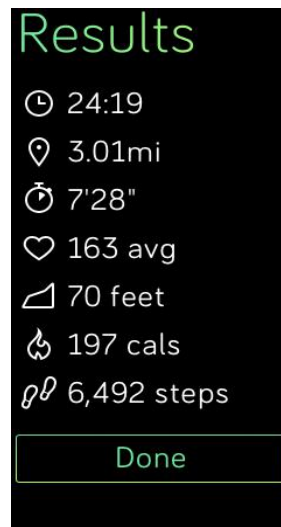 Results
24:19
3.01mi
7'28"
163 avg
70 feet
197 cals
6,492 steps
Done